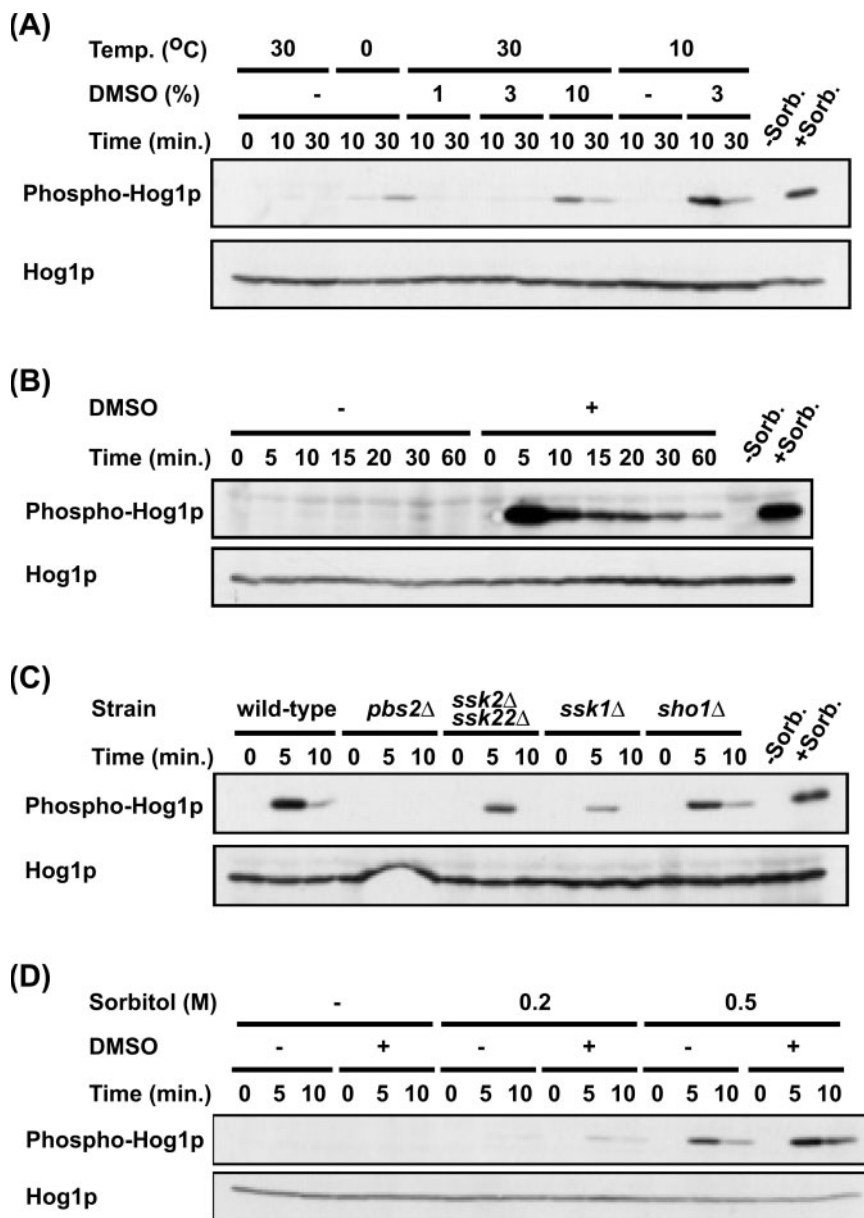 (A)
Temp. (°C) 30 0 30 10
DMSO (%) - 1 3 10 - 3
Time (min.) 0 10 30 10 30 10 30 10 30 10 30 10 30 10 30 -Sorb. +Sorb.
Phospho-Hog1p
Hog1p
(B)
DMSO - +
Time (min.) 0 5 10 15 20 30 60 0 5 10 15 20 30 60 -Sorb. +Sorb.
Phospho-Hog1p
Hog1p
(C)
Strain wild-type pbs2Δ ssk2Δ ssk22Δ ssk1Δ sho1Δ
Time (min.) 0 5 10 0 5 10 0 5 10 0 5 10 0 5 10 -Sorb. +Sorb.
Phospho-Hog1p
Hog1p
(D)
Sorbitol (M) - 0.2 0.5
DMSO - + - + - +
Time (min.) 0 5 10 0 5 10 0 5 10 0 5 10 0 5 10 0 5 10
Phospho-Hog1p
Hog1p